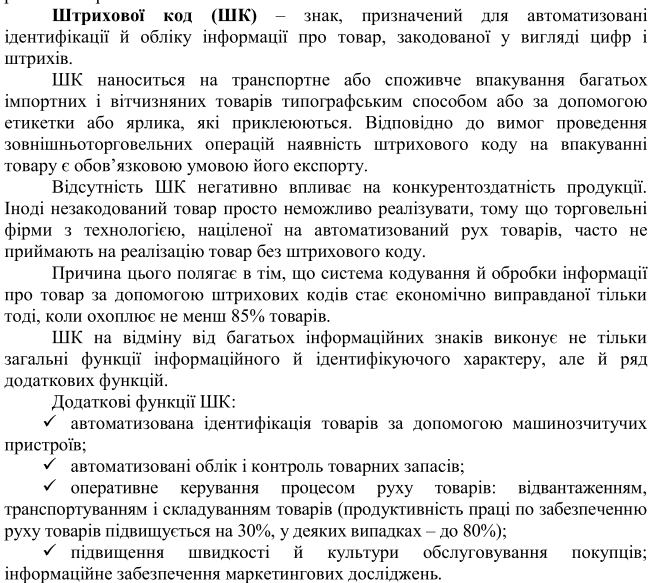 Штрихової код (ШК) – знак, призначений для автоматизовані
ідентифікації й обліку інформації про товар, закодованої у вигляді цифр і
штрихів.
ШК наноситься на транспортне або споживче впакування багатьох
імпортних і вітчизняних товарів типографським способом або за допомогою
етикетки або ярлика, які приклеюються. Відповідно до вимог проведення
зовнішньоторговельних операцій наявність штрихового коду на впакуванні
товару є обов’язковою умовою його експорту.
Відсутність ШК негативно впливає на конкурентоздатність продукції.
Іноді незакодований товар просто неможливо реалізувати, тому що торговельні
фірми з технологією, націленої на автоматизований рух товарів, часто не
приймають на реалізацію товар без штрихового коду.
Причина цього полягає в тім, що система кодування й обробки інформації
про товар за допомогою штрихових кодів стає економічно виправданої тільки
тоді, коли охоплює не менш 85% товарів.
ШК на відміну від багатьох інформаційних знаків виконує не тільки
загальні функції інформаційного й ідентифікуючого характеру, але й ряд
додаткових функцій.
Додаткові функції ШК:
✓ автоматизована ідентифікація товарів за допомогою машинозчитучих
пристроїв;
✓ автоматизовані облік і контроль товарних запасів;
✓ оперативне керування процесом руху товарів: відвантаженням,
транспортуванням і складуванням товарів (продуктивність праці по забезпеченню
руху товарів підвищується на 30%, у деяких випадках – до 80%);
✓ підвищення швидкості й культури обслуговування покупців;
інформаційне забезпечення маркетингових досліджень.